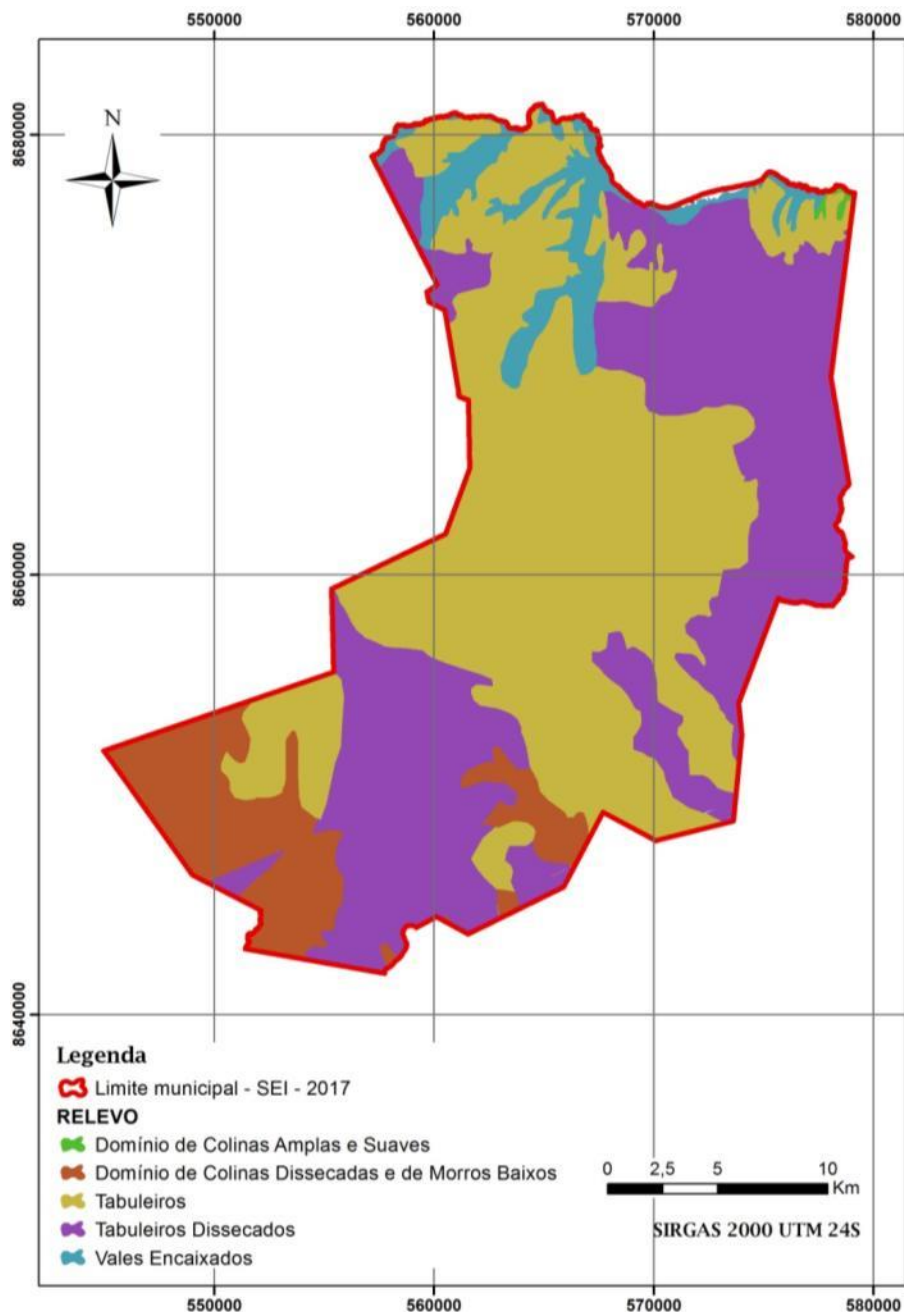 550000 560000 570000 580000
N
8680000
8660000
8640000
Legenda
Limite municipal - SEI - 2017
RELEVO
Domínio de Colinas Amplas e Suaves
Domínio de Colinas Dissecadas e de Morros Baixos
Tabuleiros
Tabuleiros Dissecados
Vales Encaixados
0 2,5 5 10
Km
SIRGAS 2000 UTM 24S
550000 560000 570000 580000